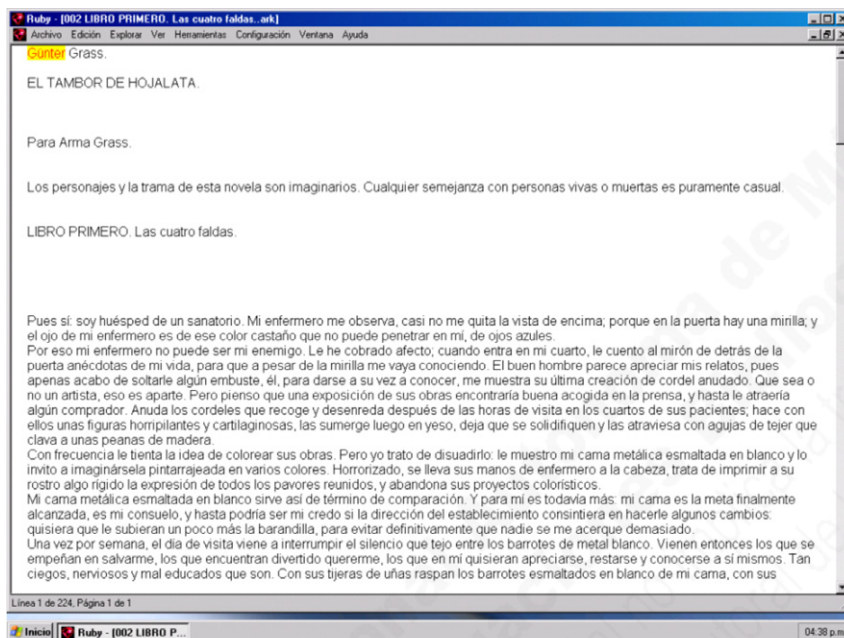 Ruby - [002 LIBRO PRIMERO. Las cuatro faldas..ark]
Archivo Edición Explorar Ver Herramientas Configuración Ventana Ayuda
Günter Grass.
EL TAMBOR DE HOJALATA.
Para Arma Grass.
Los personajes y la trama de esta novela son imaginarios. Cualquier semejanza con personas vivas o muertas es puramente casual.
LIBRO PRIMERO. Las cuatro faldas.
Pues sí: soy huésped de un sanatorio. Mi enfermero me observa, casi no me quita la vista de encima; porque en la puerta hay una mirilla; y
el ojo de mi enfermero es de ese color castaño que no puede penetrar en mí, de ojos azules.
Por eso mi enfermero no puede ser mi enemigo. Le he cobrado afecto; cuando entra en mi cuarto, le cuento al mirón de detrás de la
puerta anécdotas de mi vida, para que a pesar de la mirilla me vaya conociendo. El buen hombre parece apreciar mis relatos, pues
apenas acabo de soltarle algún embuste, él, para darse a su vez a conocer, me muestra su última creación de cordel anudado. Que sea o
no un artista, eso es aparte. Pero pienso que una exposición de sus obras encontraría buena acogida en la prensa, y hasta le atraería
algún comprador. Anuda los cordeles que recoge y desenreda después de las horas de visita en los cuartos de sus pacientes; hace con
ellos unas figuras horripilantes y cartilaginosas, las sumerge luego en yeso, deja que se solidifiquen y las atraviesa con agujas de tejer que
clava a unas peanas de madera.
Con frecuencia le tienta la idea de colorear sus obras. Pero yo trato de disuadirlo: le muestro mi cama metálica esmaltada en blanco y lo
invito a imaginársela pintarrajeada en varios colores. Horrorizado, se lleva sus manos de enfermero a la cabeza, trata de imprimir a su
rostro algo rígido la expresión de todos los pavores reunidos, y abandona sus proyectos colorísticos.
Mi cama metálica esmaltada en blanco sirve así de término de comparación. Y para mí es todavía más: mi cama es la meta finalmente
alcanzada, es mi consuelo, y hasta podría ser mi credo si la dirección del establecimiento consintiera en hacerle algunos cambios:
quisiera que le subieran un poco más la barandilla, para evitar definitivamente que nadie se me acerque demasiado.
Una vez por semana, el día de visita viene a interrumpir el silencio que tejo entre los barrotes de metal blanco. Vienen entonces los que se
empeñan en salvarme, los que encuentran divertido quererme, los que en mí quisieran apreciarse, restarse y conocerse a sí mismos. Tan
ciegos, nerviosos y mal educados que son. Con sus tijeras de uñas raspan los barrotes esmaltados en blanco de mi cama, con sus
Línea 1 de 224, Página 1 de 1
Inicio Ruby - [002 LIBRO P... 04:38 p.m